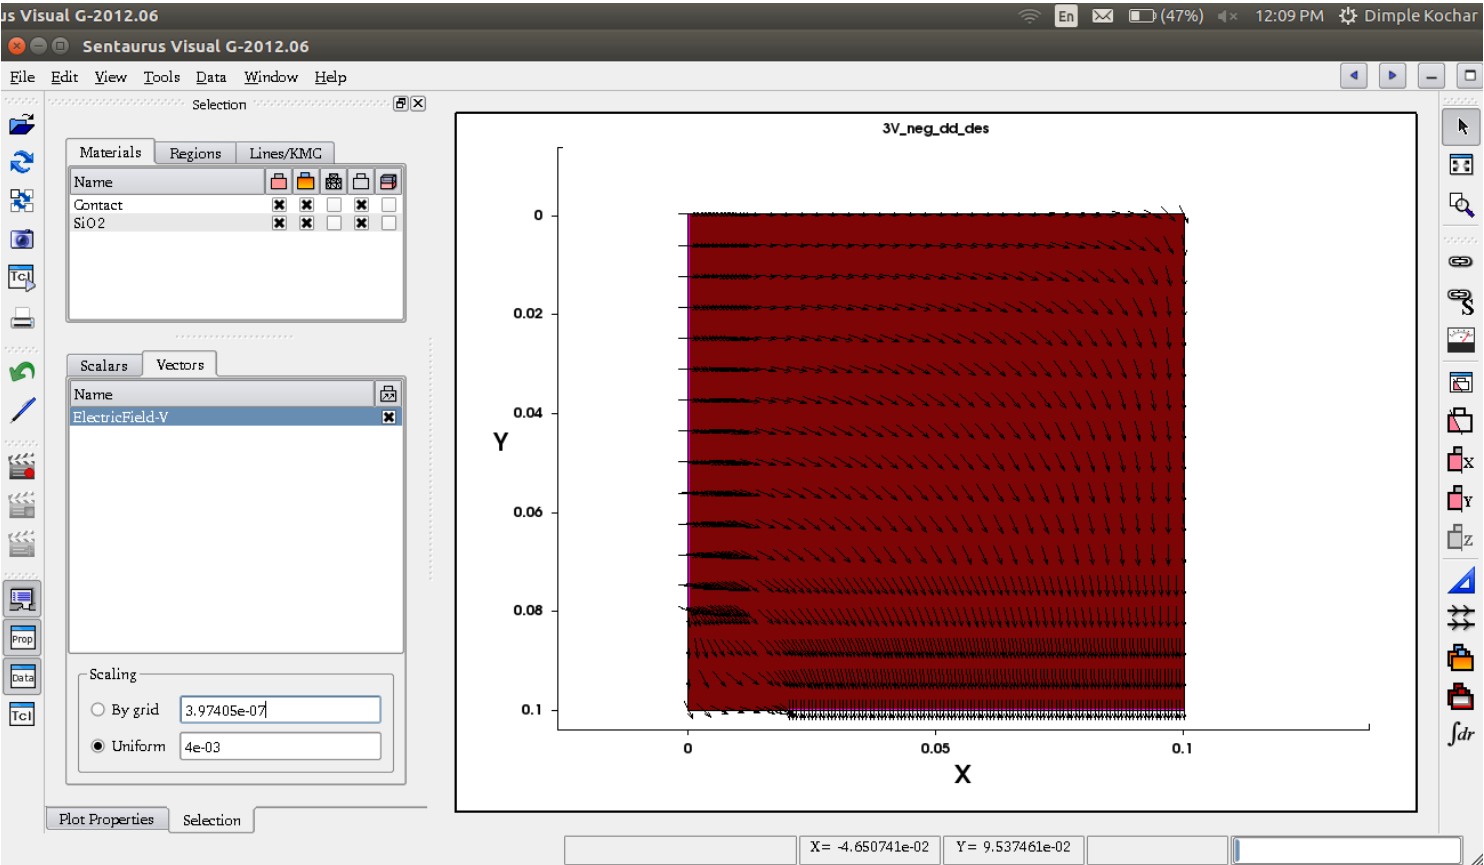 us Visual G-2012.06
En (47%) 12:09 PM Dimple Kochar
Sentaurus Visual G-2012.06
File Edit View Tools Data Window Help
Selection
Materials Regions Lines/KMC
Name
Contact
SiO2
Scalars Vectors
Name
ElectricField-V
Scaling
By grid 3.97405e-07
Uniform 4e-03
Plot Properties Selection
Tcl
Prop
Data
Tcl
3V_neg_dd_des
0
0.02
0.04
Y
0.06
0.08
0.1
0 0.05 0.1
X
S
X
Y
Z
∫dr
X= -4.650741e-02 Y= 9.537461e-02